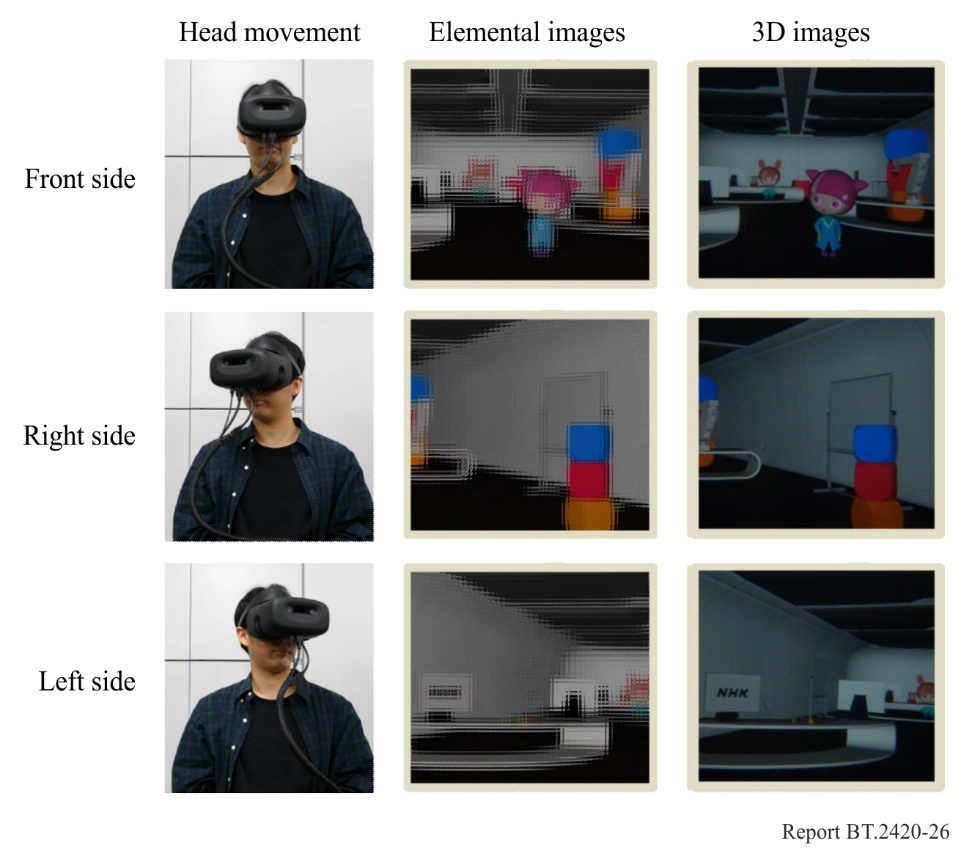 Head movement
Elemental images
3D images
Front side
Right side
Left side
NHK
Report BT.2420-26